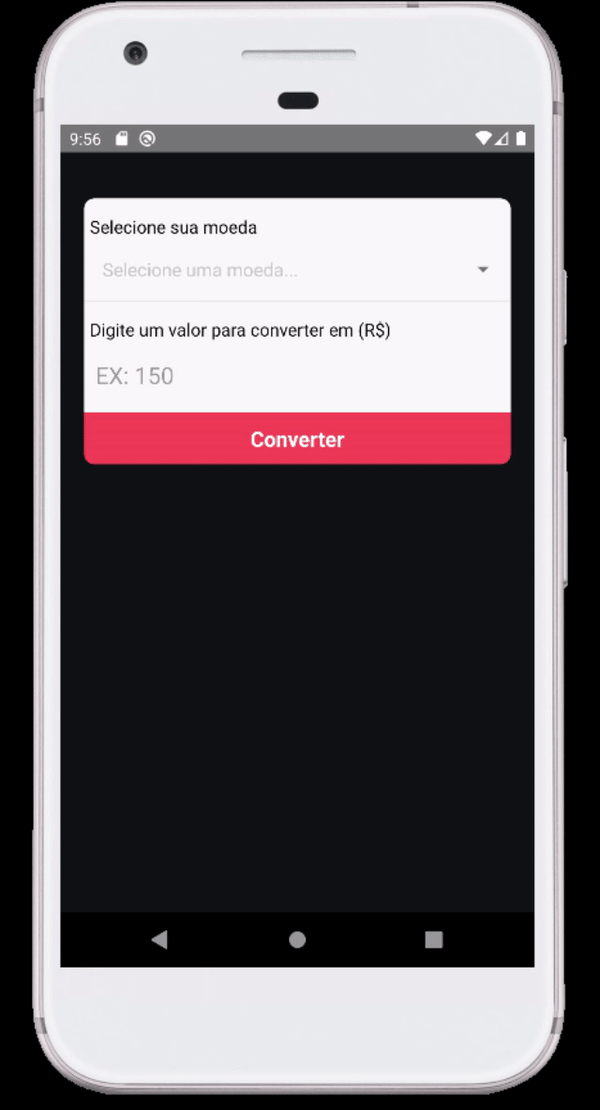 9:56
Selecione sua moeda
Selecione uma moeda...
Digite um valor para converter em (R$)
EX: 150
Converter